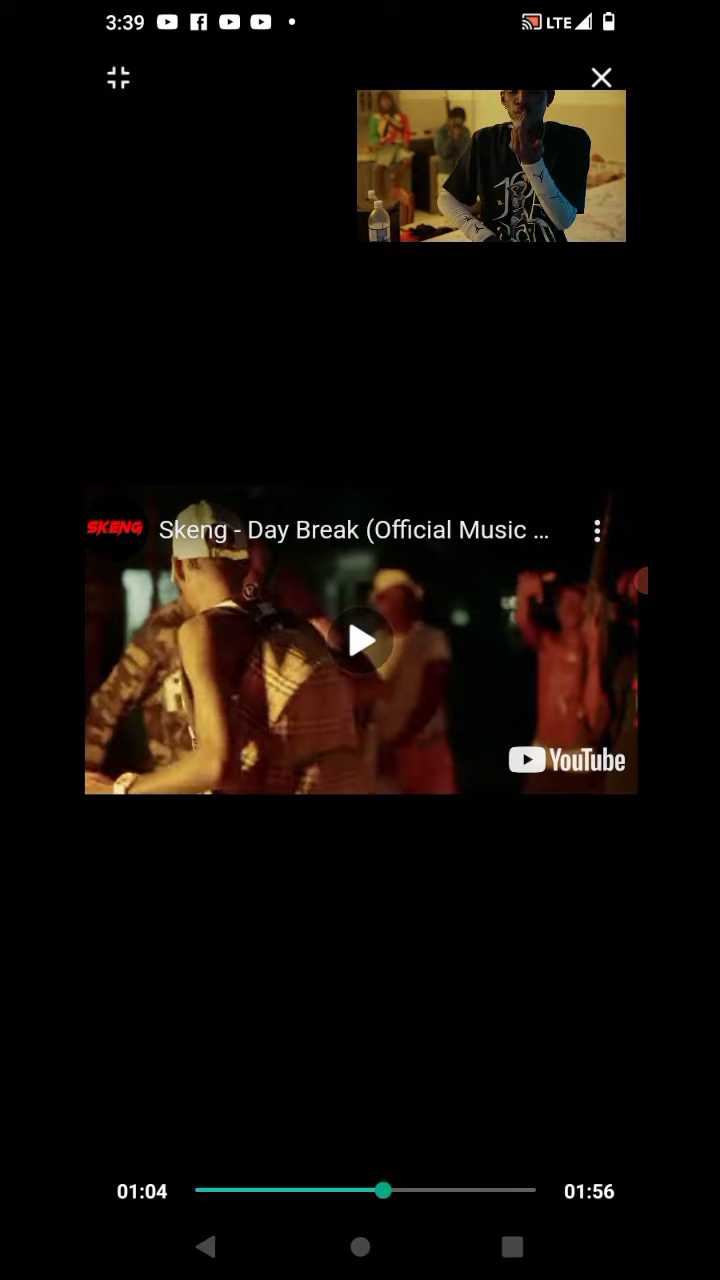 3:39
LTE
SKENG
Skeng - Day Break (Official Music ...
YouTube
01:04
01:56